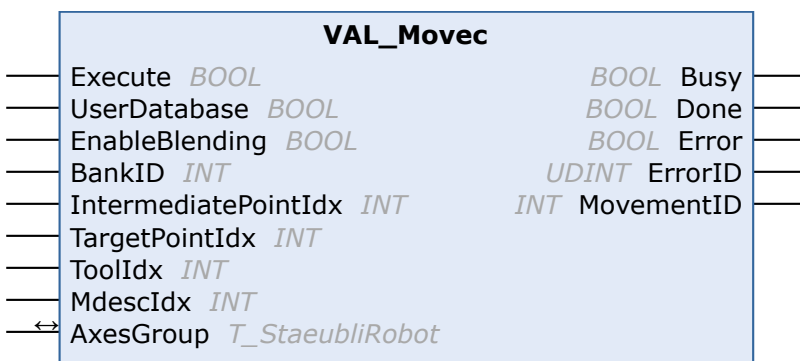 VAL_Movec
Execute BOOL BOOL Busy
UserDatabase BOOL BOOL Done
EnableBlending BOOL BOOL Error
BankID INT UDINT ErrorID
IntermediatePointIdx INT INT MovementID
TargetPointIdx INT
ToolIdx INT
MdescIdx INT
↔ AxesGroup T_StaeubliRobot